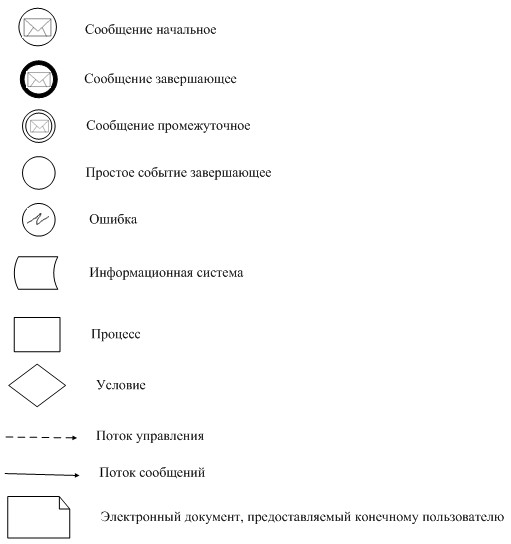 Сообщение начальное
Сообщение завершающее
Сообщение промежуточное
Простое событие завершающее
Ошибка
Информационная система
Процесс
Условие
Поток управления
Поток сообщений
Электронный документ, предоставляемый конечному пользователю